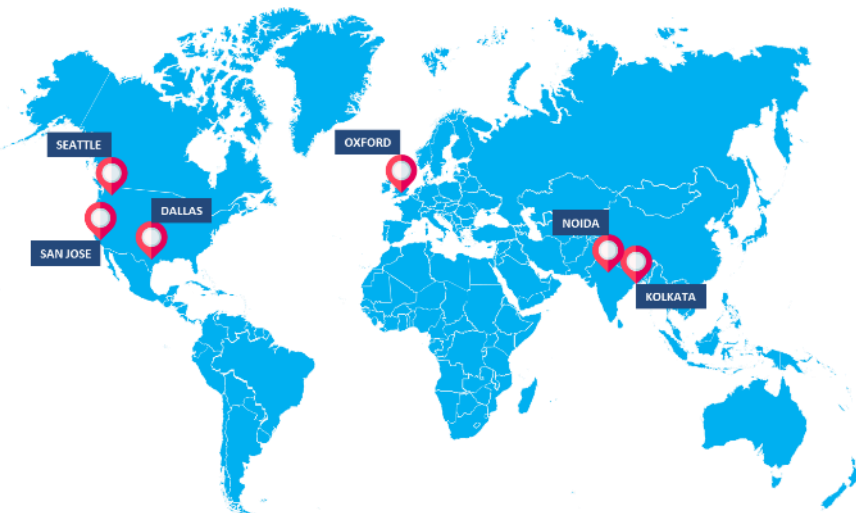 SEATTLE
OXFORD
DALLAS
NOIDA
SAN JOSE
KOLKATA